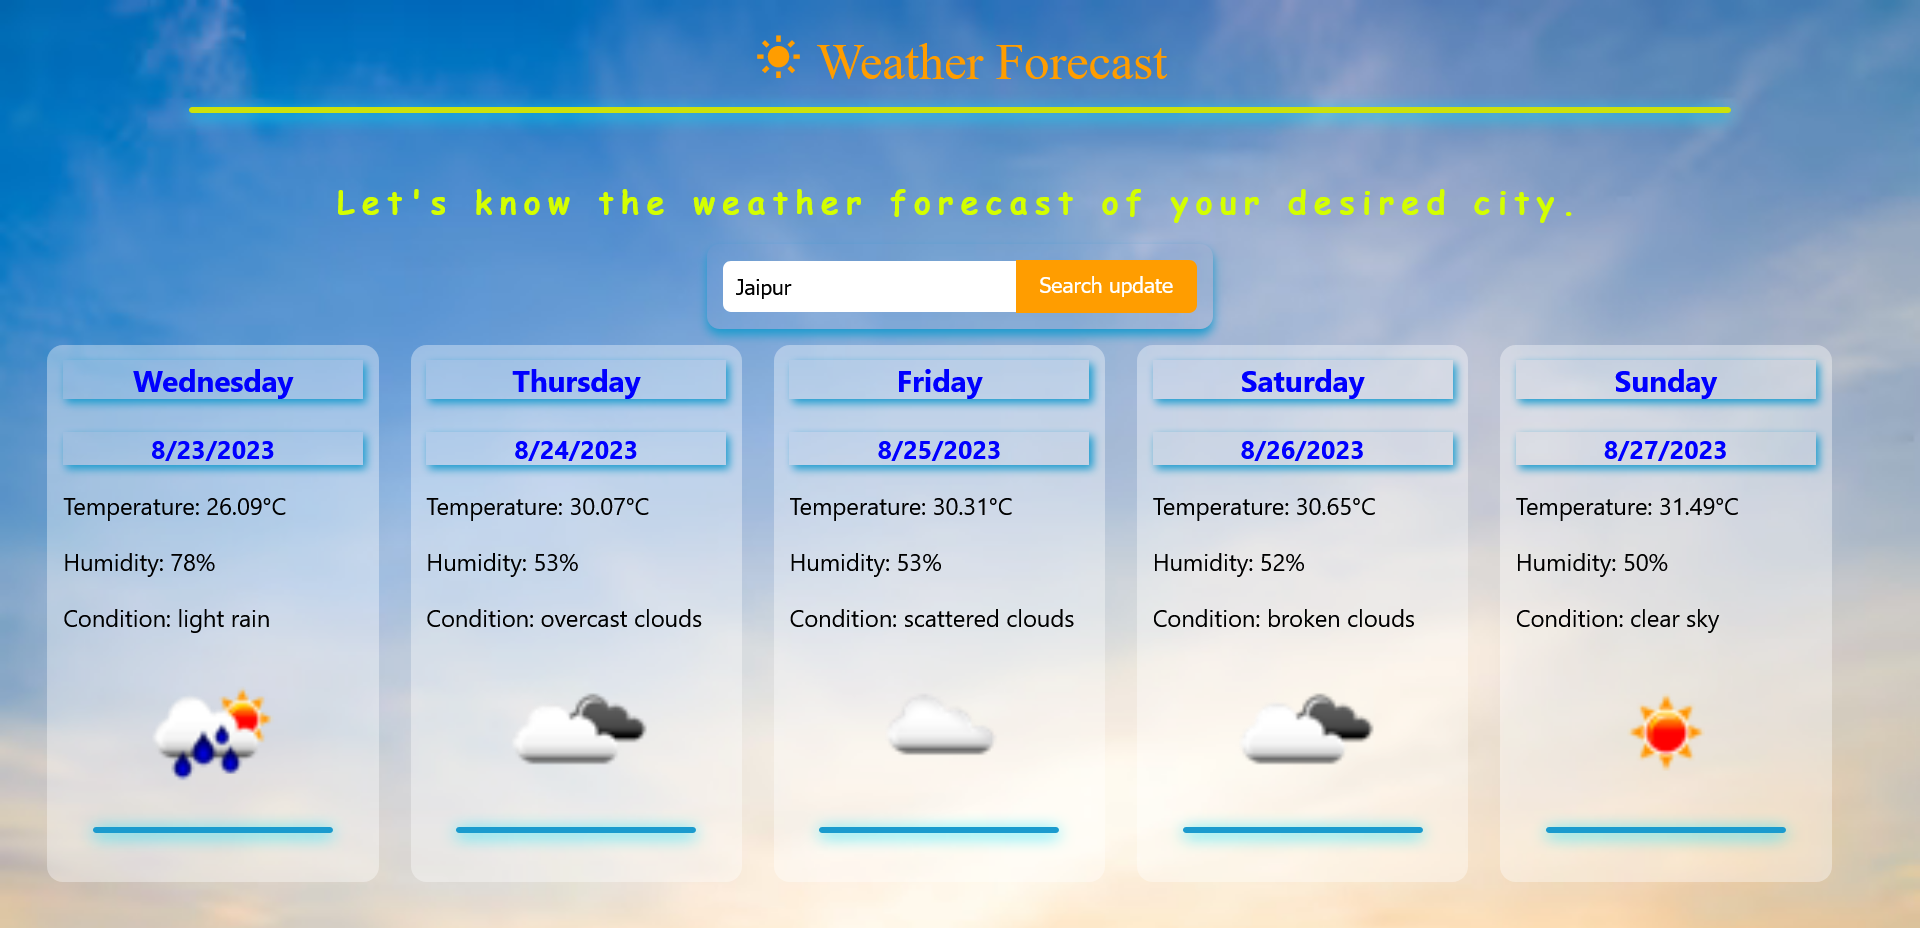 Weather Forecast
Let's know the weather forecast of your desired city.
Jaipur Search update
Wednesday
8/23/2023
Temperature: 26.09°C
Humidity: 78%
Condition: light rain
Thursday
8/24/2023
Temperature: 30.07°C
Humidity: 53%
Condition: overcast clouds
Friday
8/25/2023
Temperature: 30.31°C
Humidity: 53%
Condition: scattered clouds
Saturday
8/26/2023
Temperature: 30.65°C
Humidity: 52%
Condition: broken clouds
Sunday
8/27/2023
Temperature: 31.49°C
Humidity: 50%
Condition: clear sky